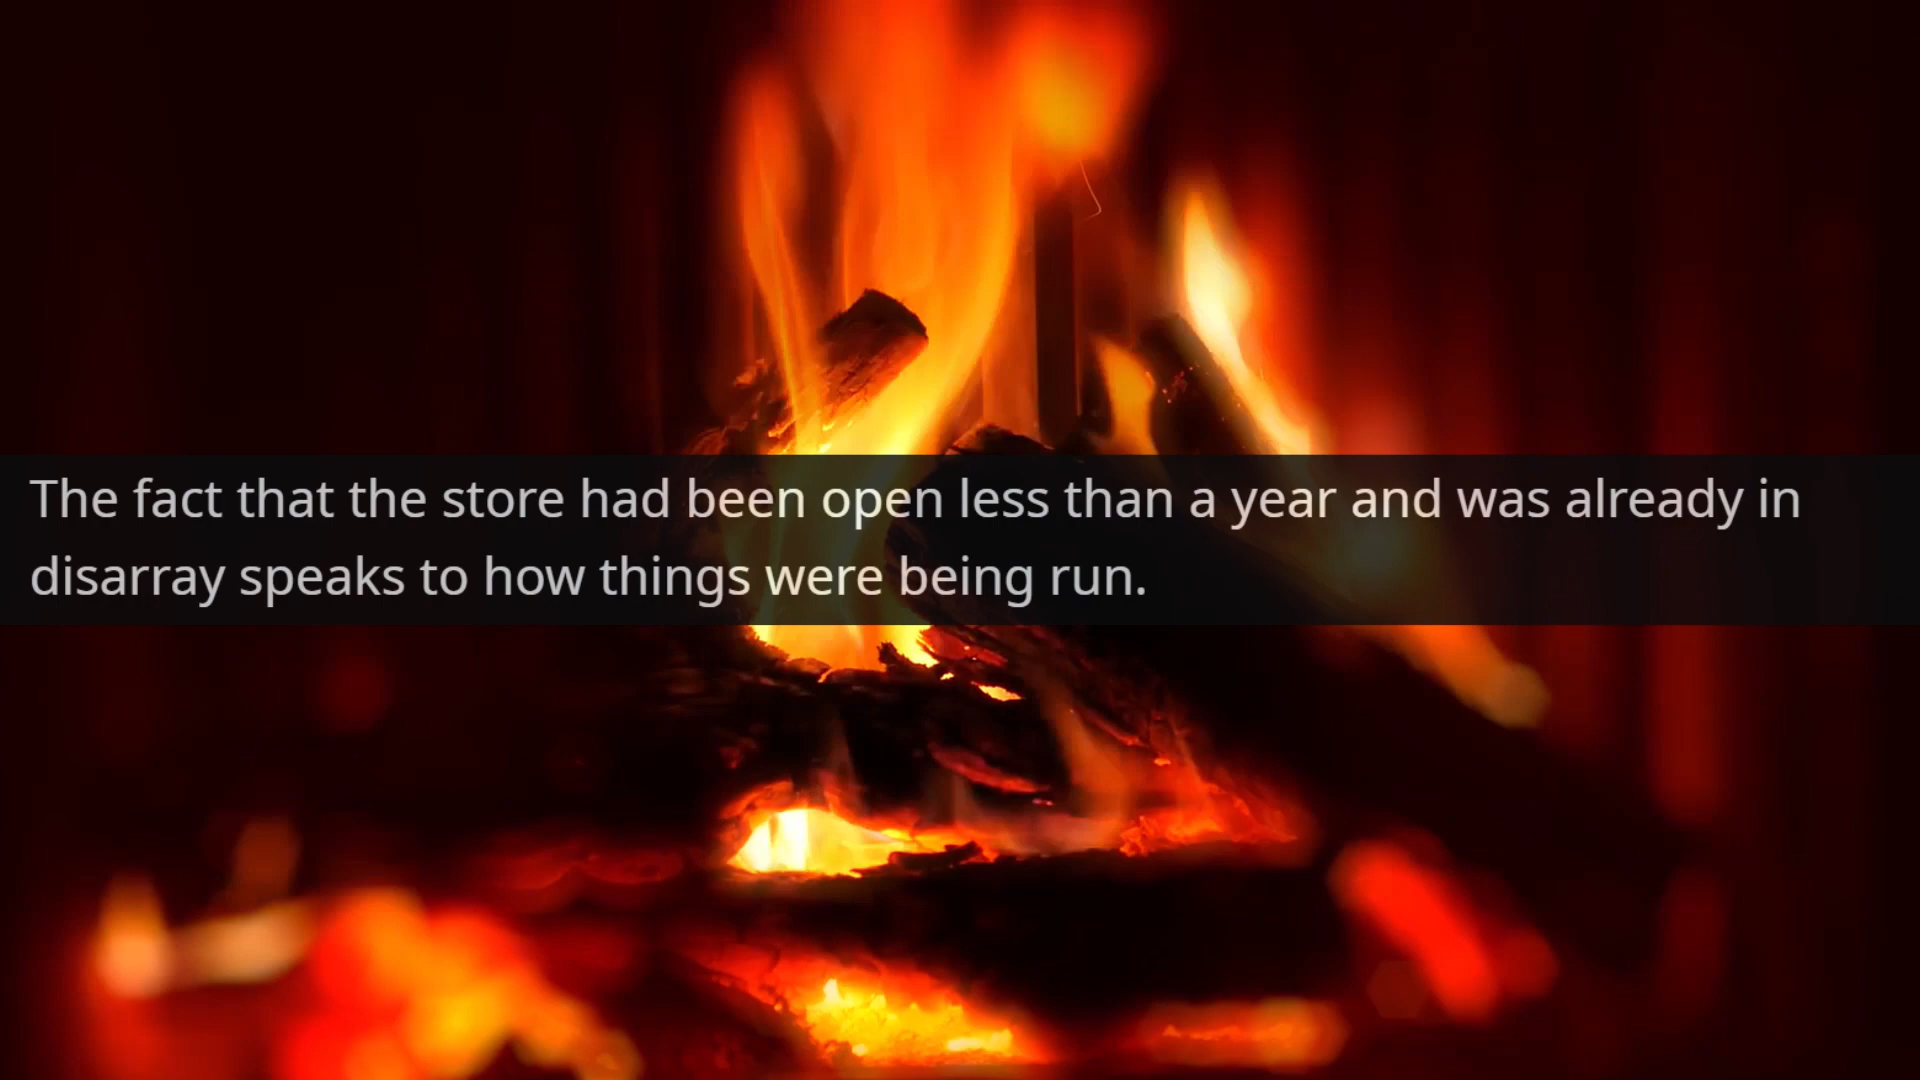 The fact that the store had been open less than a year and was already in
disarray speaks to how things were being run.